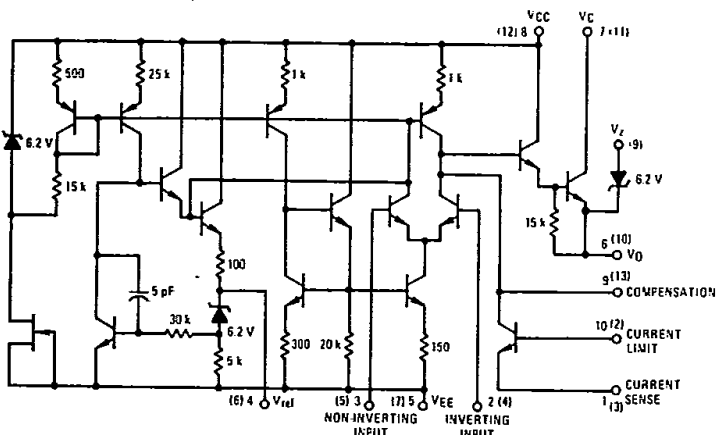 VCC
VC
(12) 8
7 (11)
500
25 k
1 k
1 k
6.2 V
15 k
VZ
(9)
6.2 V
15 k
6 (10)
VO
5 pF
100
9 (13)
COMPENSATION
30 k
6.2 V
5 k
300
20 k
150
10 (2)
CURRENT
LIMIT
CURRENT
SENSE
1 (3)
(6) 4 Vref
(5) 3
(7) 5 VEE
2 (4)
NON-INVERTING
INPUT
INVERTING
INPUT